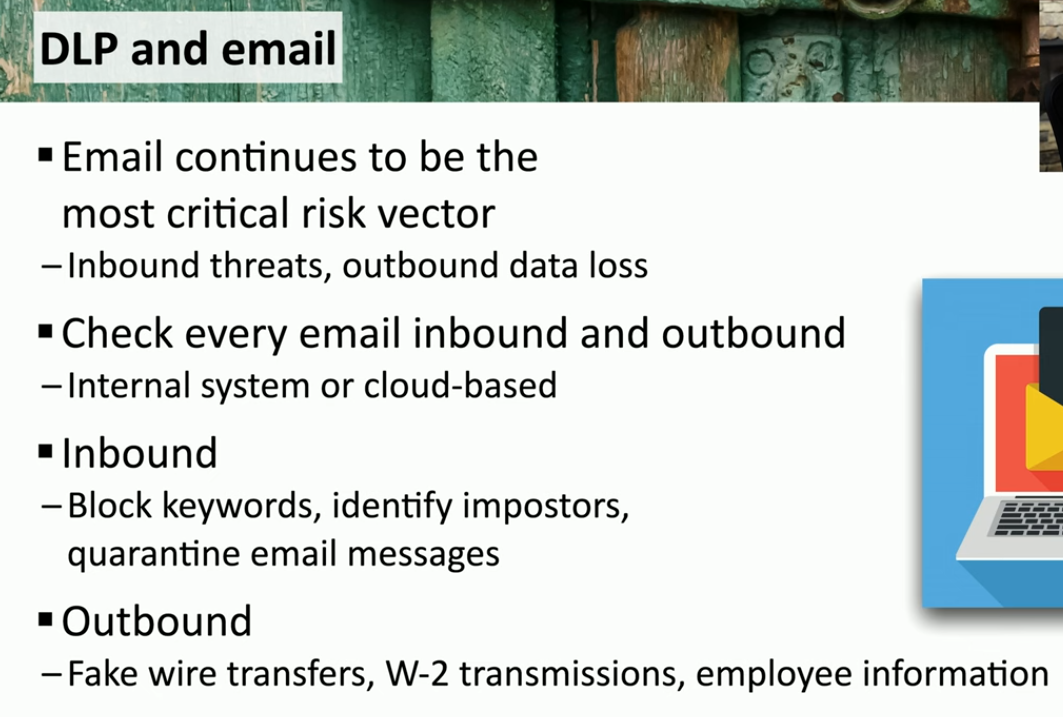 DLP and email
▪ Email continues to be the
most critical risk vector
– Inbound threats, outbound data loss
▪ Check every email inbound and outbound
– Internal system or cloud-based
▪ Inbound
– Block keywords, identify impostors,
quarantine email messages
▪ Outbound
– Fake wire transfers, W-2 transmissions, employee information